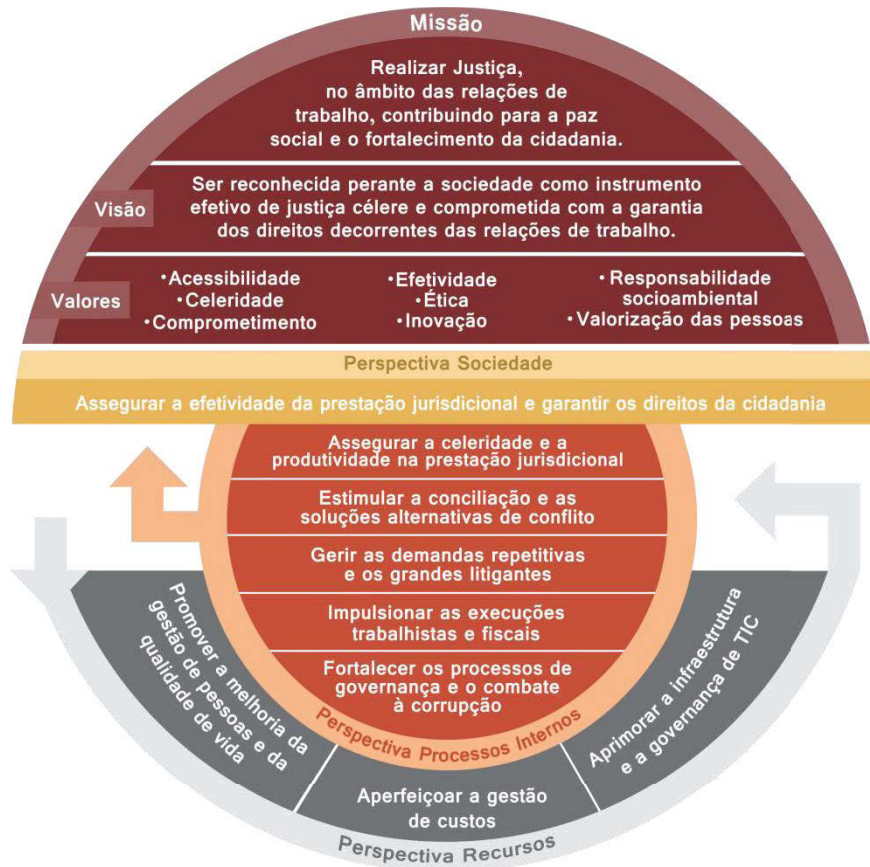 Missão
Realizar Justiça,
no âmbito das relações de
trabalho, contribuindo para a paz
social e o fortalecimento da cidadania.
Visão
Ser reconhecida perante a sociedade como instrumento
efetivo de justiça célere e comprometida com a garantia
dos direitos decorrentes das relações de trabalho.
Valores
•Acessibilidade
•Celeridade
•Comprometimento
•Efetividade
•Ética
•Inovação
•Responsabilidade
socioambiental
•Valorização das pessoas
Perspectiva Sociedade
Assegurar a efetividade da prestação jurisdicional e garantir os direitos da cidadania
Assegurar a celeridade e a
produtividade na prestação jurisdicional
Estimular a conciliação e as
soluções alternativas de conflito
Gerir as demandas repetitivas
e os grandes litigantes
Impulsionar as execuções
trabalhistas e fiscais
Fortalecer os processos de
governança e o combate
à corrupção
Perspectiva Processos Internos
Promover a melhoria da
gestão de pessoas e da
qualidade de vida
Aperfeiçoar a gestão
de custos
Aprimorar a infraestrutura
e a governança de TIC
Perspectiva Recursos